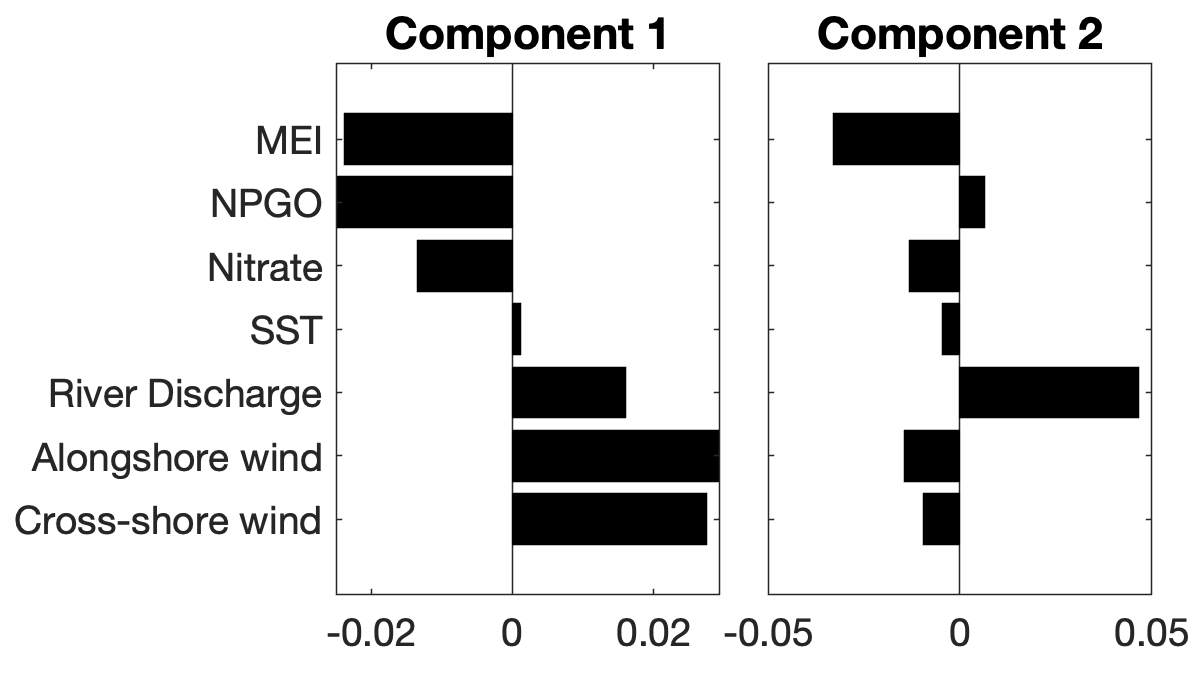 Component 1
Component 2
MEI
NPGO
Nitrate
SST
River Discharge
Alongshore wind
Cross-shore wind
-0.02 0 0.02
-0.05 0 0.05